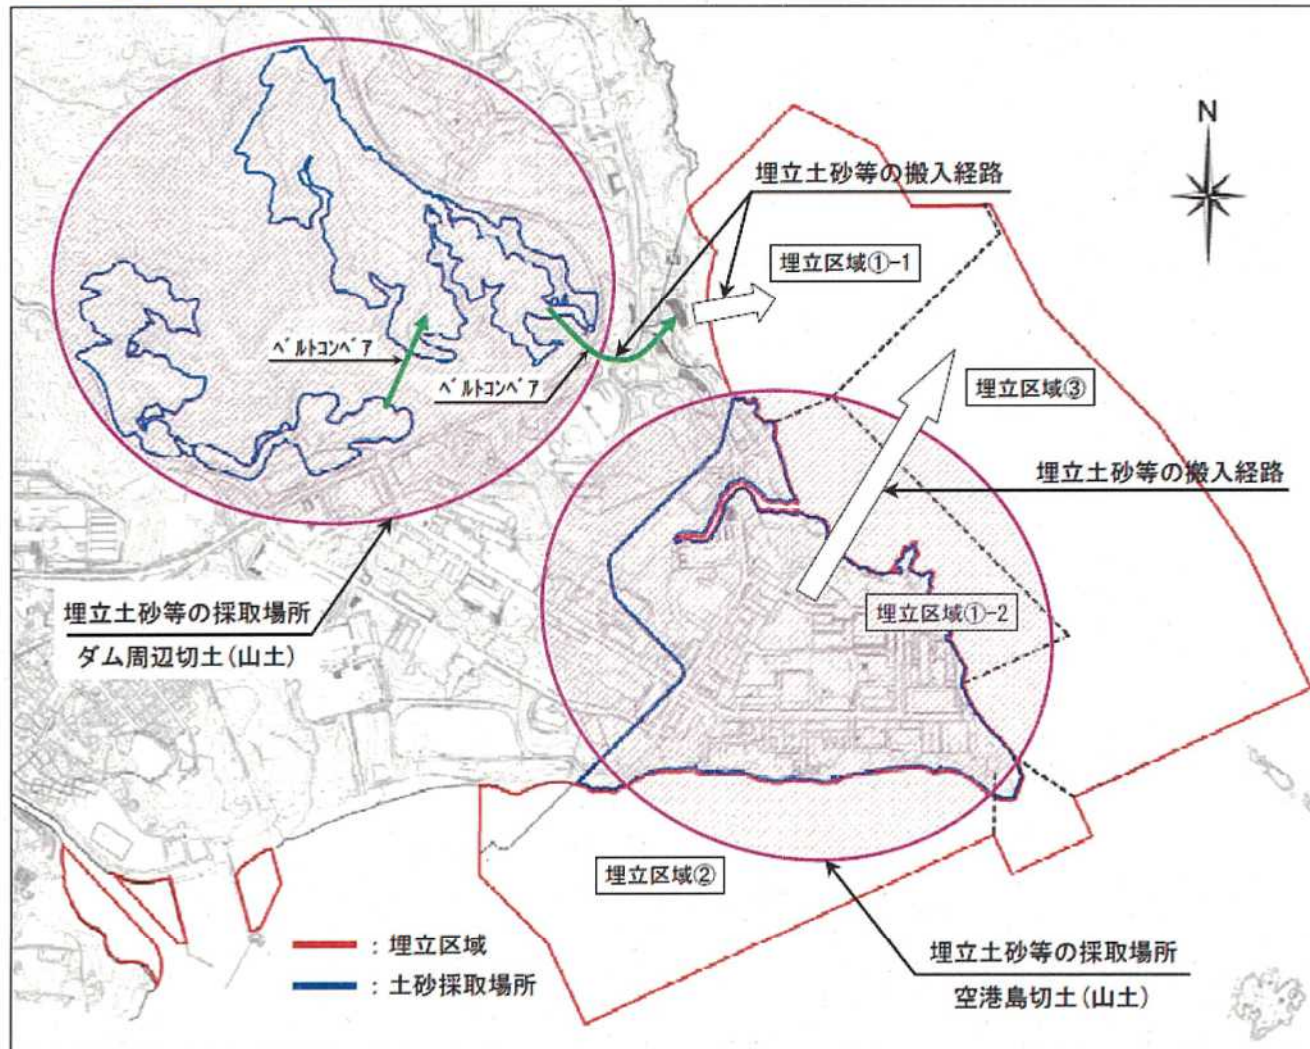 N
埋立土砂等の搬入経路
埋立区域①-1
ベルトコンベア
ベルトコンベア
埋立区域③
埋立土砂等の搬入経路
埋立土砂等の採取場所
ダム周辺切土(山土)
埋立区域①-2
埋立区域②
：埋立区域
：土砂採取場所
埋立土砂等の採取場所
空港島切土(山土)